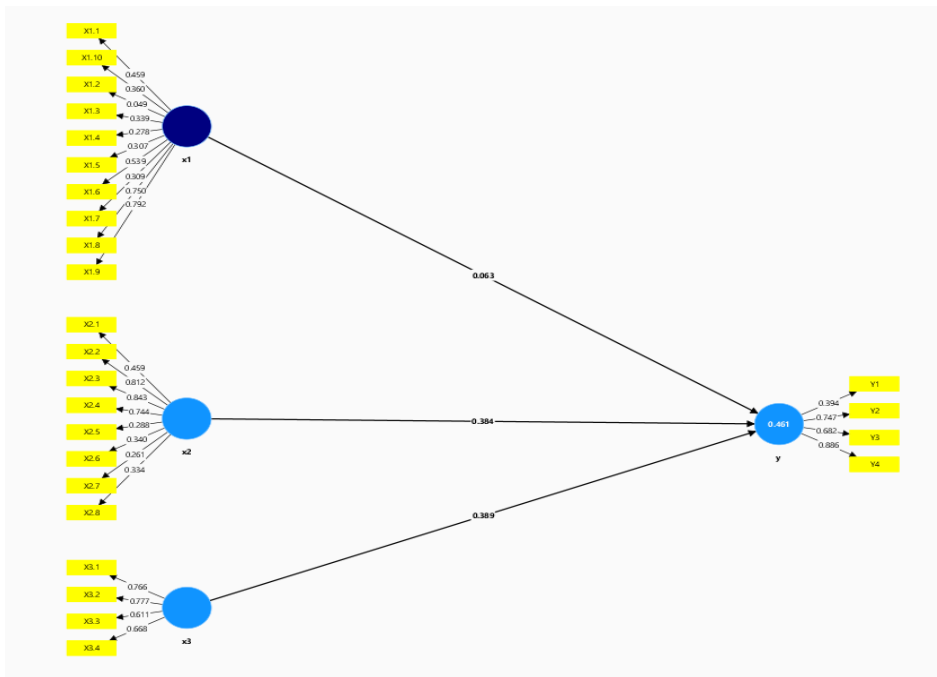 X1.1
X1.10
X1.2
X1.3
X1.4
X1.5
X1.6
X1.7
X1.8
X1.9
0.459
0.360
0.049
0.339
0.278
0.307
0.539
0.309
0.750
0.792
x1
0.063
X2.1
X2.2
X2.3
X2.4
X2.5
X2.6
X2.7
X2.8
0.459
0.812
0.843
0.744
0.288
0.340
0.261
0.334
x2
0.384
X3.1
X3.2
X3.3
X3.4
0.766
0.777
0.611
0.668
x3
0.389
0.461
y
0.394
0.747
0.682
0.886
Y1
Y2
Y3
Y4